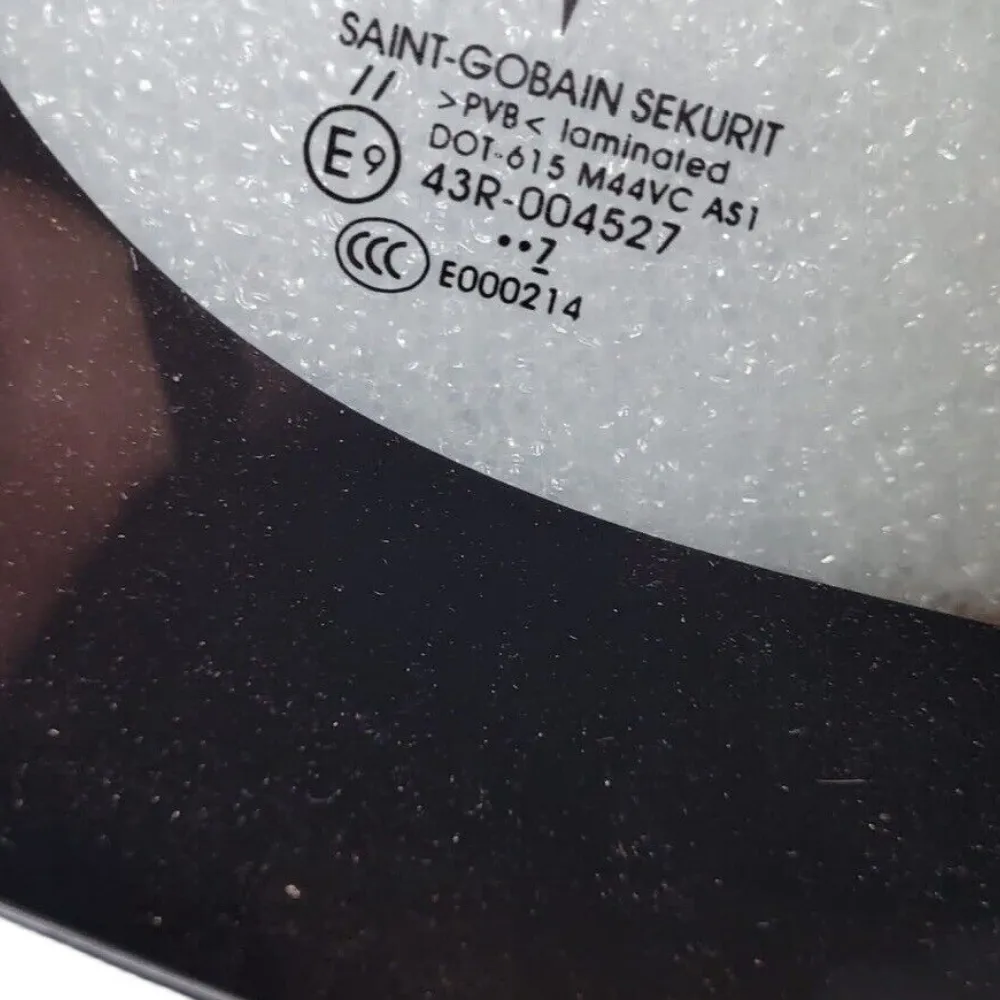 SAINT-GOBAIN SEKURIT
// >PVB< laminated
E9 DOT-615 M44VC AS1
43R-004527
••7
CCC E000214